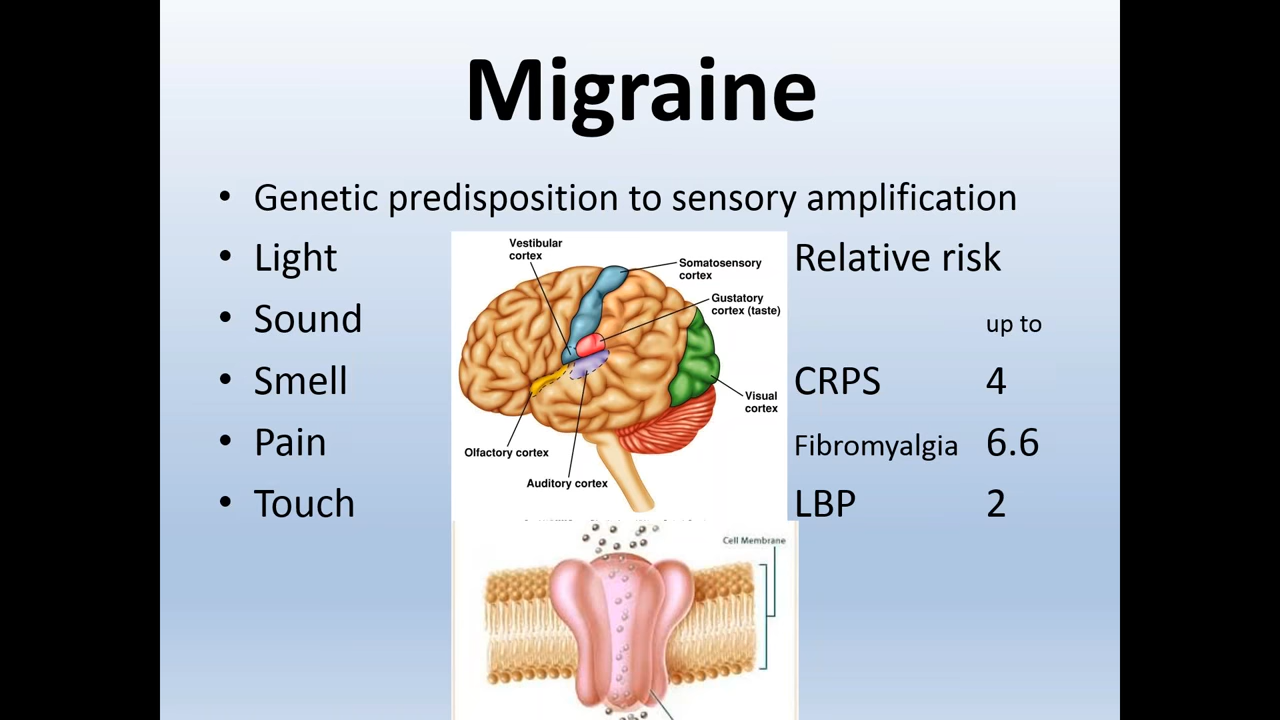 Migraine
• Genetic predisposition to sensory amplification
• Light
• Sound
• Smell
• Pain
• Touch
Vestibular
cortex
Somatosensory
cortex
Gustatory
cortex (taste)
Visual
cortex
Olfactory cortex
Auditory cortex
Cell Membrane
Relative risk
up to
CRPS 4
Fibromyalgia 6.6
LBP 2